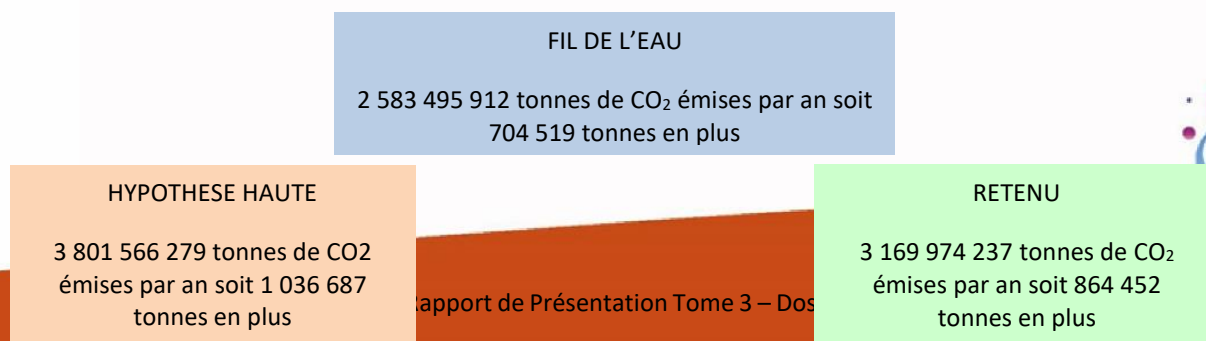 FIL DE L'EAU
2 583 495 912 tonnes de CO₂ émises par an soit
704 519 tonnes en plus
HYPOTHESE HAUTE
3 801 566 279 tonnes de CO2
émises par an soit 1 036 687
tonnes en plus
RETENU
3 169 974 237 tonnes de CO₂
émises par an soit 864 452
tonnes en plus
de Présentation Tome 3 –